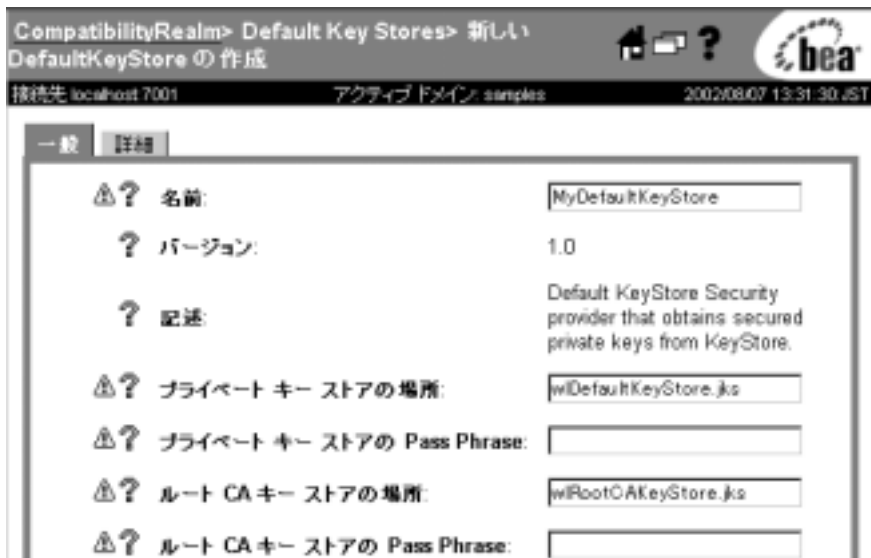 CompatibilityRealm> Default Key Stores> 新しい
DefaultKeyStore の作成
bea
接続先 localhost:7001 アクティブ ドメイン: samples 2002/08/07 13:31:30 JST
一般 詳細
名前: MyDefaultKeyStore
バージョン: 1.0
記述: Default KeyStore Security
provider that obtains secured
private keys from KeyStore.
プライベート キー ストアの場所: wlDefaultKeyStore.jks
プライベート キー ストアの Pass Phrase:
ルート CA キー ストアの場所: wlRootCAKeyStore.jks
ルート CA キー ストアの Pass Phrase: